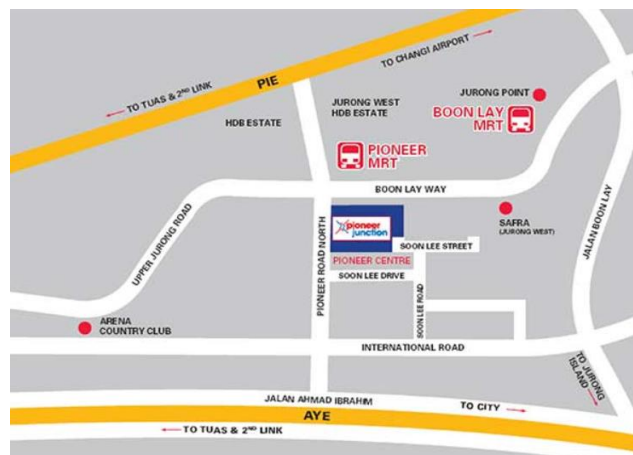 TO CHANGI AIRPORT
PIE
TO TUAS & 2ND LINK
JURONG POINT
JURONG WEST
HDB ESTATE
HDB ESTATE
BOON LAY
MRT
PIONEER
MRT
BOON LAY WAY
UPPER JURONG ROAD
PIONEER ROAD NORTH
pioneer
junction
SAFRA
(JURONG WEST)
JALAN BOON LAY
SOON LEE STREET
PIONEER CENTRE
SOON LEE DRIVE
SOON LEE ROAD
ARENA
COUNTRY CLUB
INTERNATIONAL ROAD
TO JURONG
ISLAND
JALAN AHMAD IBRAHIM
TO CITY
AYE
TO TUAS & 2ND LINK